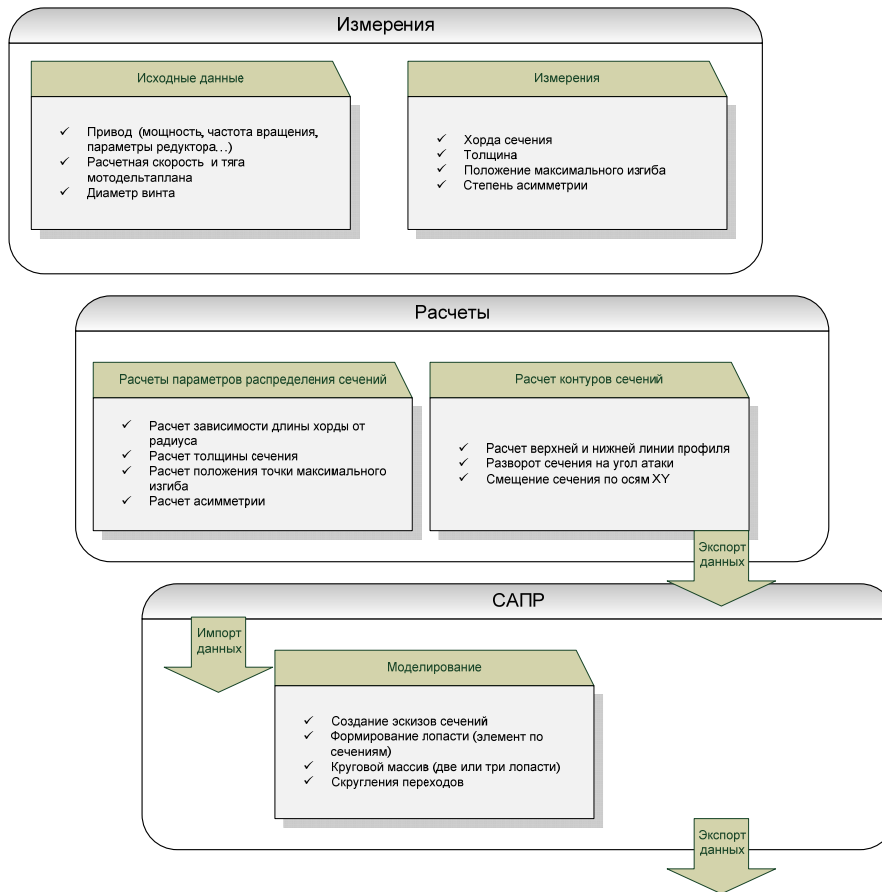 Измерения
Исходные данные
✓ Привод (мощность, частота вращения,
параметры редуктора...)
✓ Расчетная скорость и тяга
мотодельтаплана
✓ Диаметр винта
Измерения
✓ Хорда сечения
✓ Толщина
✓ Положение максимального изгиба
✓ Степень асимметрии
Расчеты
Расчеты параметров распределения сечений
✓ Расчет зависимости длины хорды от
радиуса
✓ Расчет толщины сечения
✓ Расчет положения точки максимального
изгиба
✓ Расчет асимметрии
Расчет контуров сечений
✓ Расчет верхней и нижней линии профиля
✓ Разворот сечения на угол атаки
✓ Смещение сечения по осям XY
Экспорт
данных
САПР
Импорт
данных
Моделирование
✓ Создание эскизов сечений
✓ Формирование лопасти (элемент по
сечениям)
✓ Круговой массив (две или три лопасти)
✓ Скругления переходов
Экспорт
данных